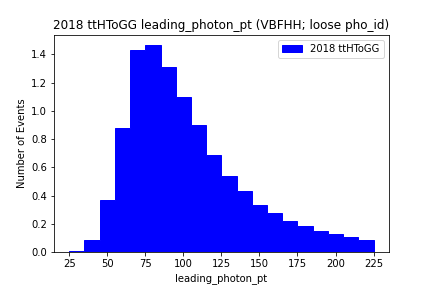 2018 ttHToGG leading_photon_pt (VBFHH; loose pho_id)
2018 ttHToGG
Number of Events
1.4
1.2
1.0
0.8
0.6
0.4
0.2
0.0
25 50 75 100 125 150 175 200 225
leading_photon_pt